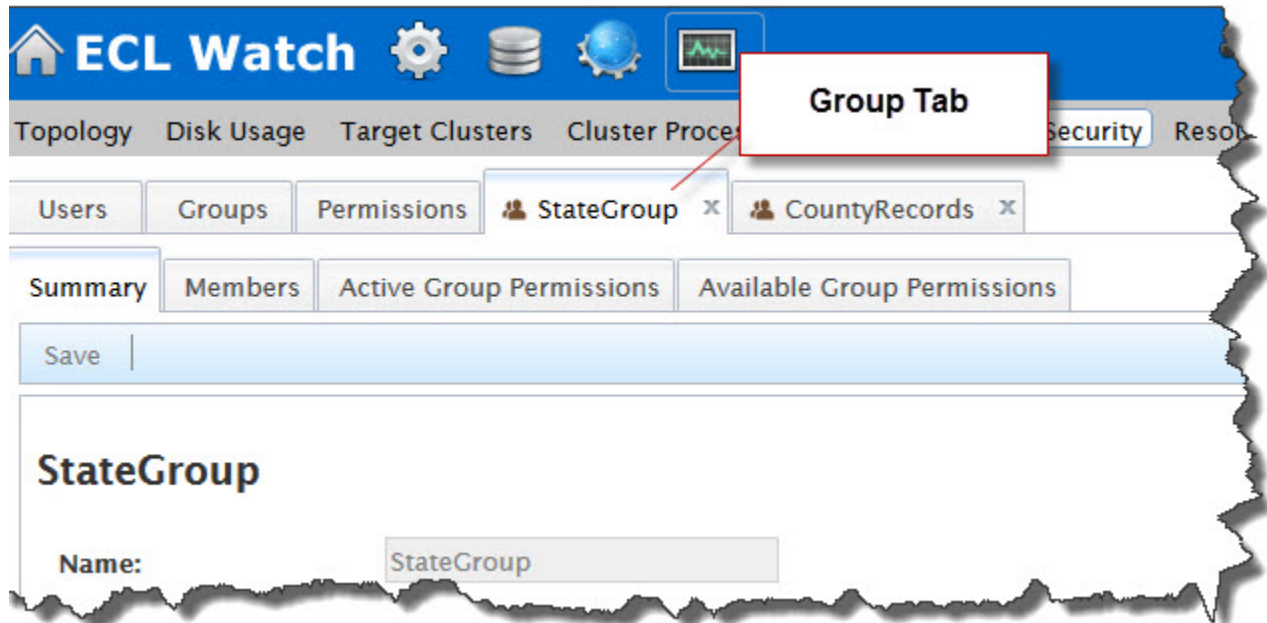 ECL Watch
Group Tab
Topology Disk Usage Target Clusters Cluster Security
Users Groups Permissions StateGroup x CountyRecords x
Summary Members Active Group Permissions Available Group Permissions
Save
StateGroup
Name: StateGroup